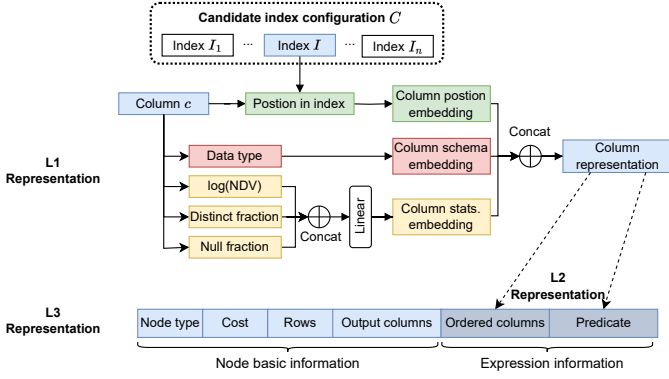 Candidate index configuration C
Index I1 ... Index I ... Index In
Column c
Postion in index
Column postion
embedding
Concat
L1
Representation
Data type
Column schema
embedding
Column
representation
log(NDV)
Distinct fraction
Null fraction
Concat
Linear
Column stats.
embedding
L2
Representation
L3
Representation
Node type Cost Rows Output columns Ordered columns Predicate
Node basic information
Expression information